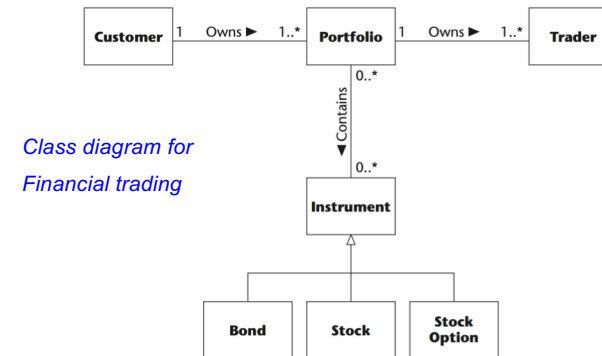 Customer 1 Owns ► 1..* Portfolio 1 Owns ► 1..* Trader
0..*
▼ Contains
Class diagram for
Financial trading
0..*
Instrument
Bond
Stock
Stock
Option